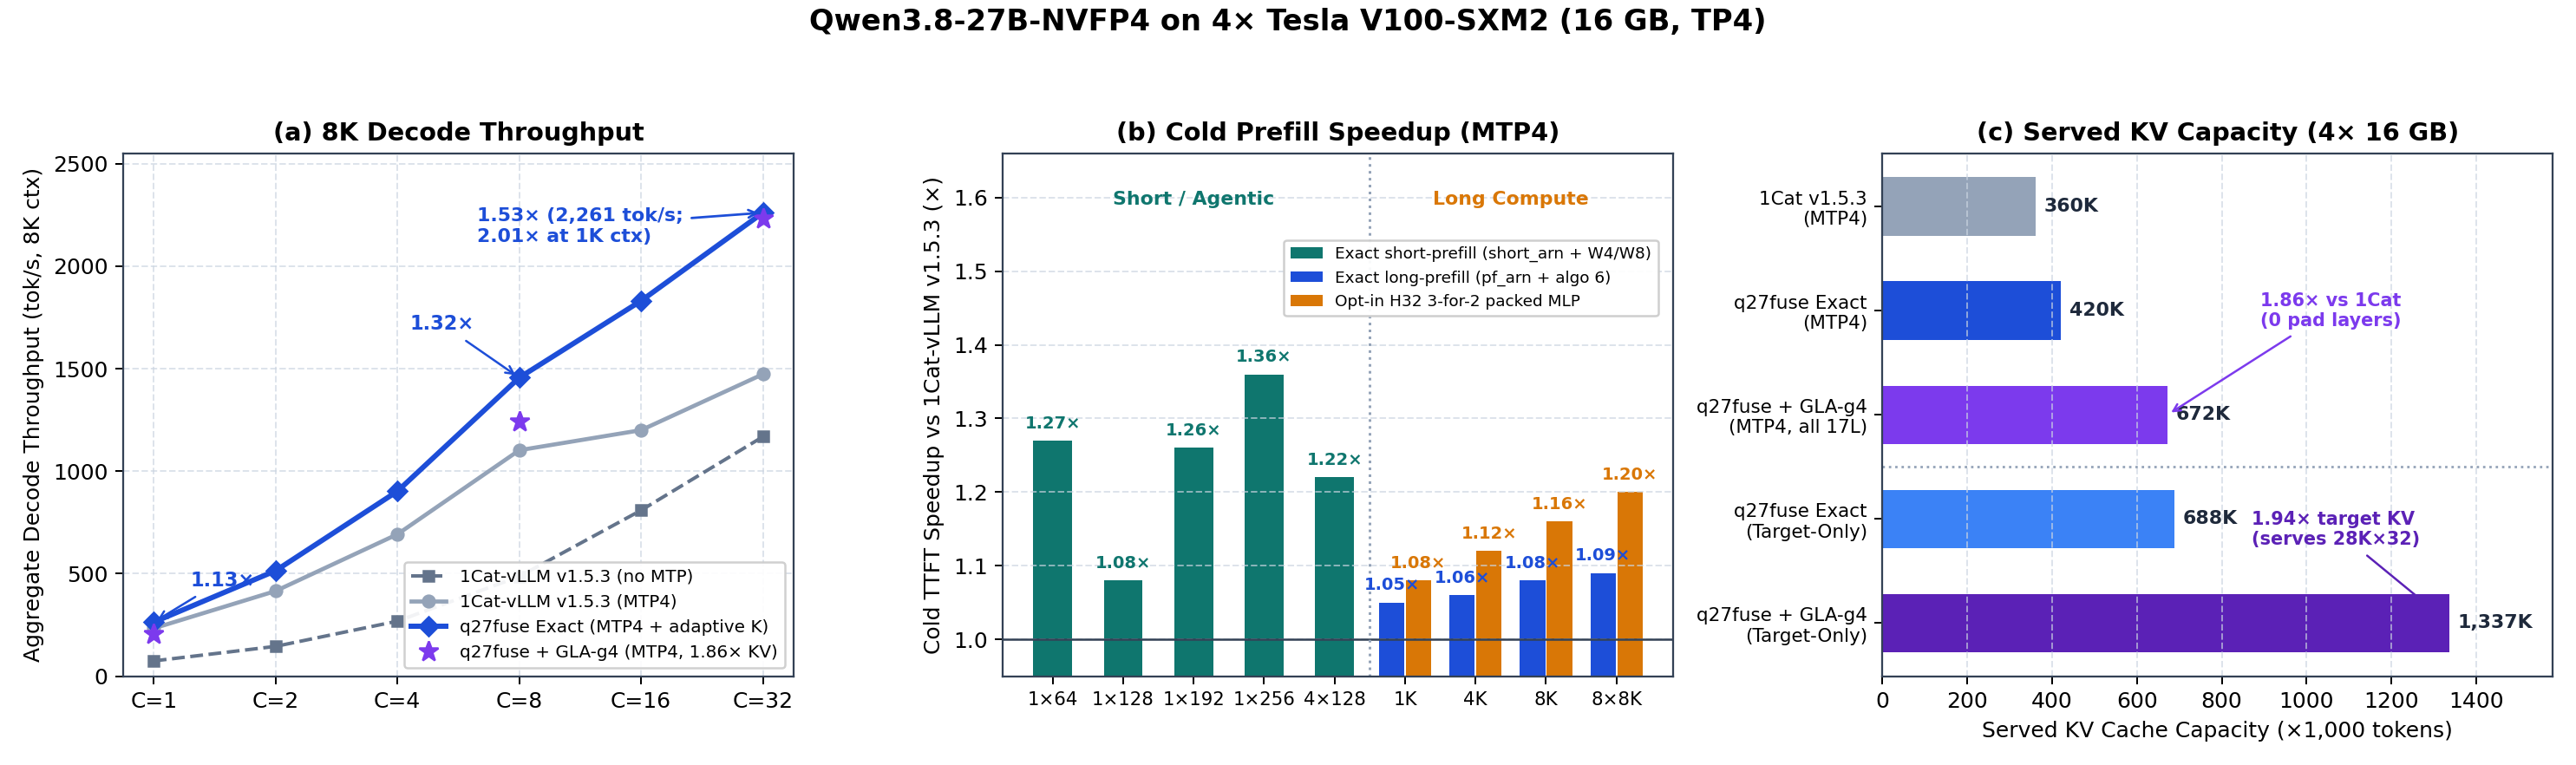 Qwen3.8-27B-NVFP4 on 4× Tesla V100-SXM2 (16 GB, TP4)
(a) 8K Decode Throughput
Aggregate Decode Throughput (tok/s, 8K ctx)
2500
2000
1500
1000
500
0
C=1
C=2
C=4
C=8
C=16
C=32
1.53× (2,261 tok/s;
2.01× at 1K ctx)
1.32×
1.13×
1Cat-vLLM v1.5.3 (no MTP)
1Cat-vLLM v1.5.3 (MTP4)
q27fuse Exact (MTP4 + adaptive K)
q27fuse + GLA-g4 (MTP4, 1.86× KV)
(b) Cold Prefill Speedup (MTP4)
Cold TTFT Speedup vs 1Cat-vLLM v1.5.3 (×)
1.6
1.5
1.4
1.3
1.2
1.1
1.0
Short / Agentic
Long Compute
Exact short-prefill (short_arn + W4/W8)
Exact long-prefill (pf_arn + algo 6)
Opt-in H32 3-for-2 packed MLP
1.27×
1.08×
1.26×
1.36×
1.22×
1.05×
1.08×
1.06×
1.12×
1.08×
1.16×
1.09×
1.20×
1×64
1×128
1×192
1×256
4×128
1K
4K
8K
8×8K
(c) Served KV Capacity (4× 16 GB)
1Cat v1.5.3
(MTP4)
360K
q27fuse Exact
(MTP4)
420K
1.86× vs 1Cat
(0 pad layers)
q27fuse + GLA-g4
(MTP4, all 17L)
672K
q27fuse Exact
(Target-Only)
688K
1.94× target KV
(serves 28K×32)
q27fuse + GLA-g4
(Target-Only)
1,337K
0
200
400
600
800
1000
1200
1400
Served KV Cache Capacity (×1,000 tokens)